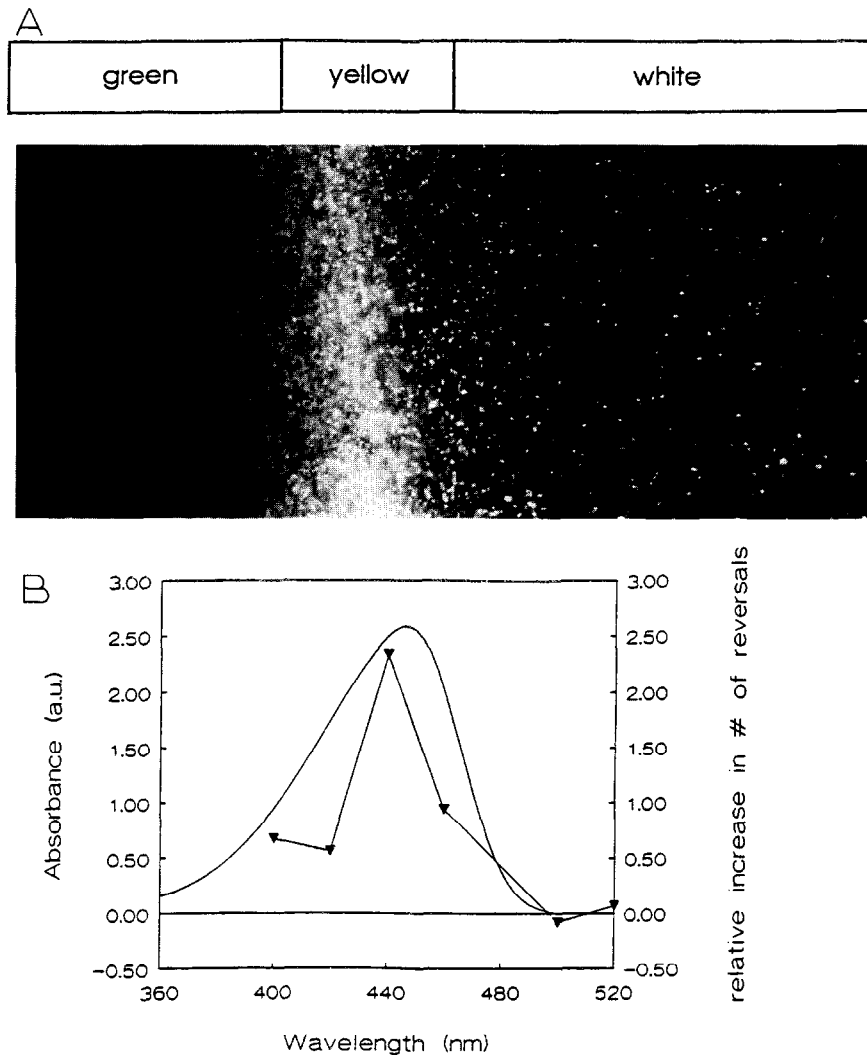 A
green yellow white
B
3.00 3.00
2.50 2.50
2.00 2.00
1.50 1.50
1.00 1.00
0.50 0.50
0.00 0.00
-0.50 -0.50
360 400 440 480 520
Wavelength (nm)
Absorbance (a.u.)
relative increase in # of reversals